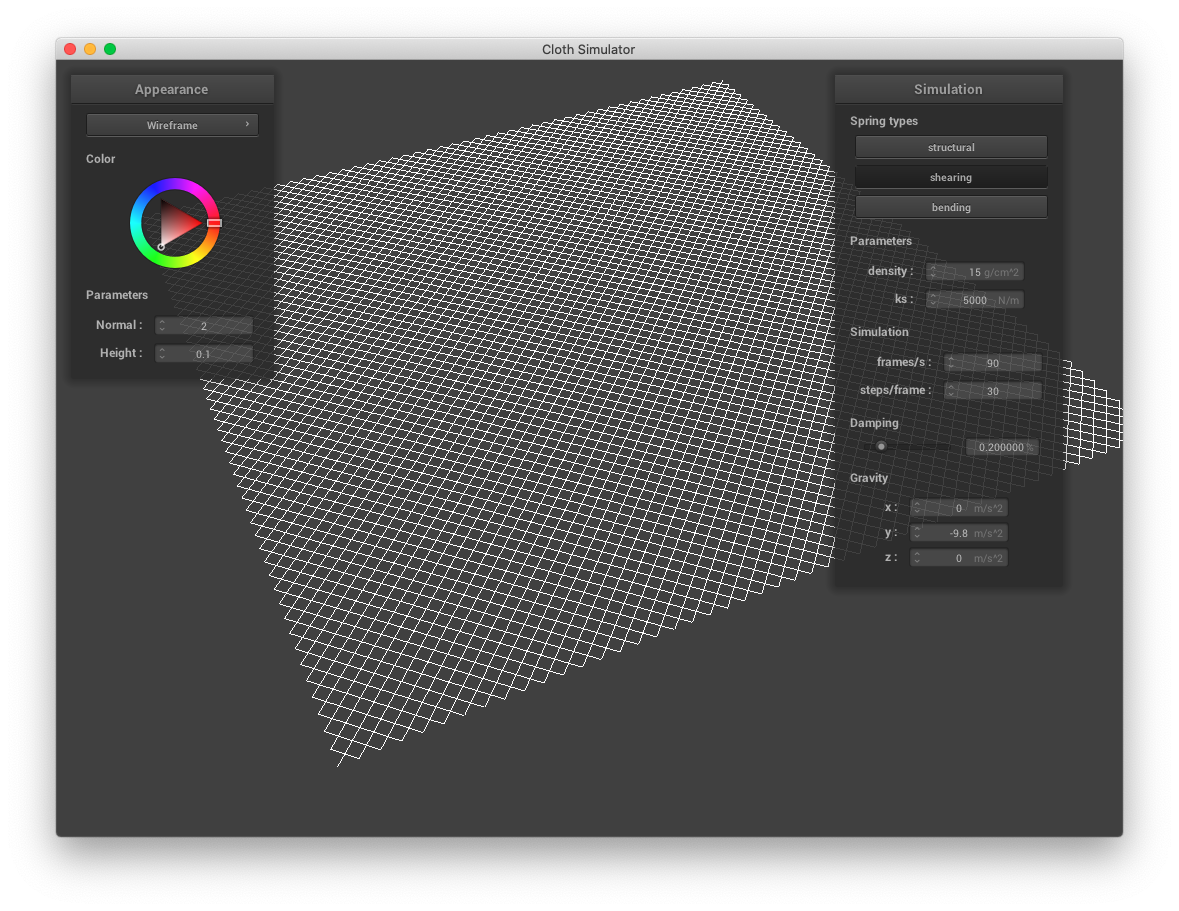 Cloth Simulator
Appearance
Wireframe ›
Color
Parameters
Normal : 2
Height : 0.1
Simulation
Spring types
structural
shearing
bending
Parameters
density : 15 g/cm^2
ks : 5000 N/m
Simulation
frames/s : 90
steps/frame : 30
Damping
0.200000 %
Gravity
x : 0 m/s^2
y : -9.8 m/s^2
z : 0 m/s^2